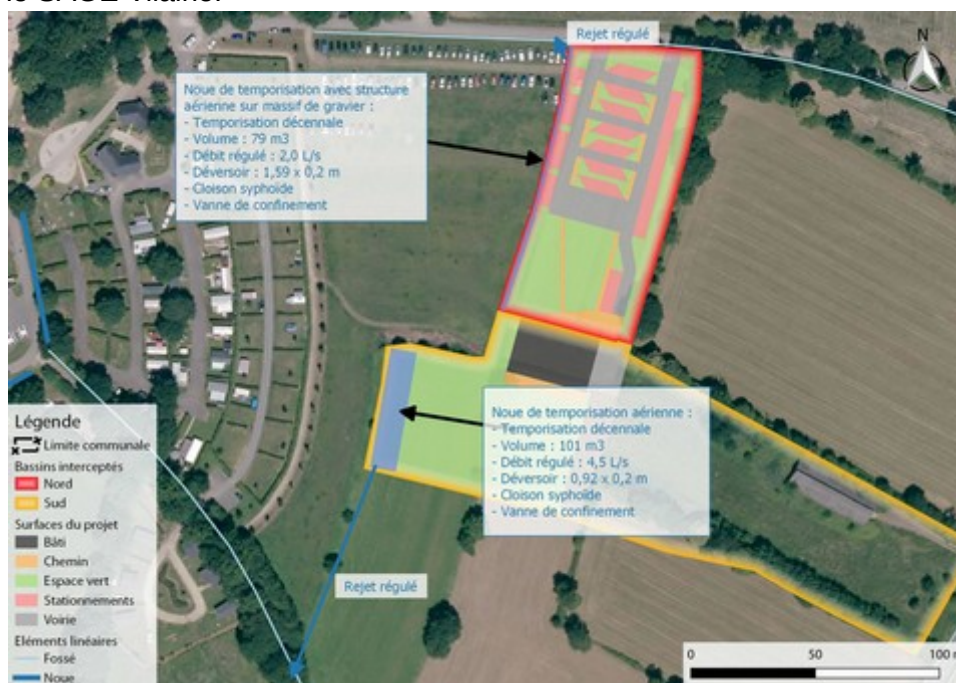 le SAGE Vilaine.
Rejet régulé
N
Noue de temporisation avec structure
aérienne sur massif de gravier :
- Temporisation décennale
- Volume : 79 m3
- Débit régulé : 2,0 L/s
- Déversoir : 1,59 x 0,2 m
- Cloison syphoïde
- Vanne de confinement
Noue de temporisation aérienne :
- Temporisation décennale
- Volume : 101 m3
- Débit régulé : 4,5 L/s
- Déversoir : 0,92 x 0,2 m
- Cloison syphoïde
- Vanne de confinement
Légende
Limite communale
Bassins interceptés
Nord
Sud
Surfaces du projet
Bâti
Chemin
Espace vert
Stationnements
Voirie
Eléments linéaires
Fossé
Noue
Rejet régulé
0 50 100 m